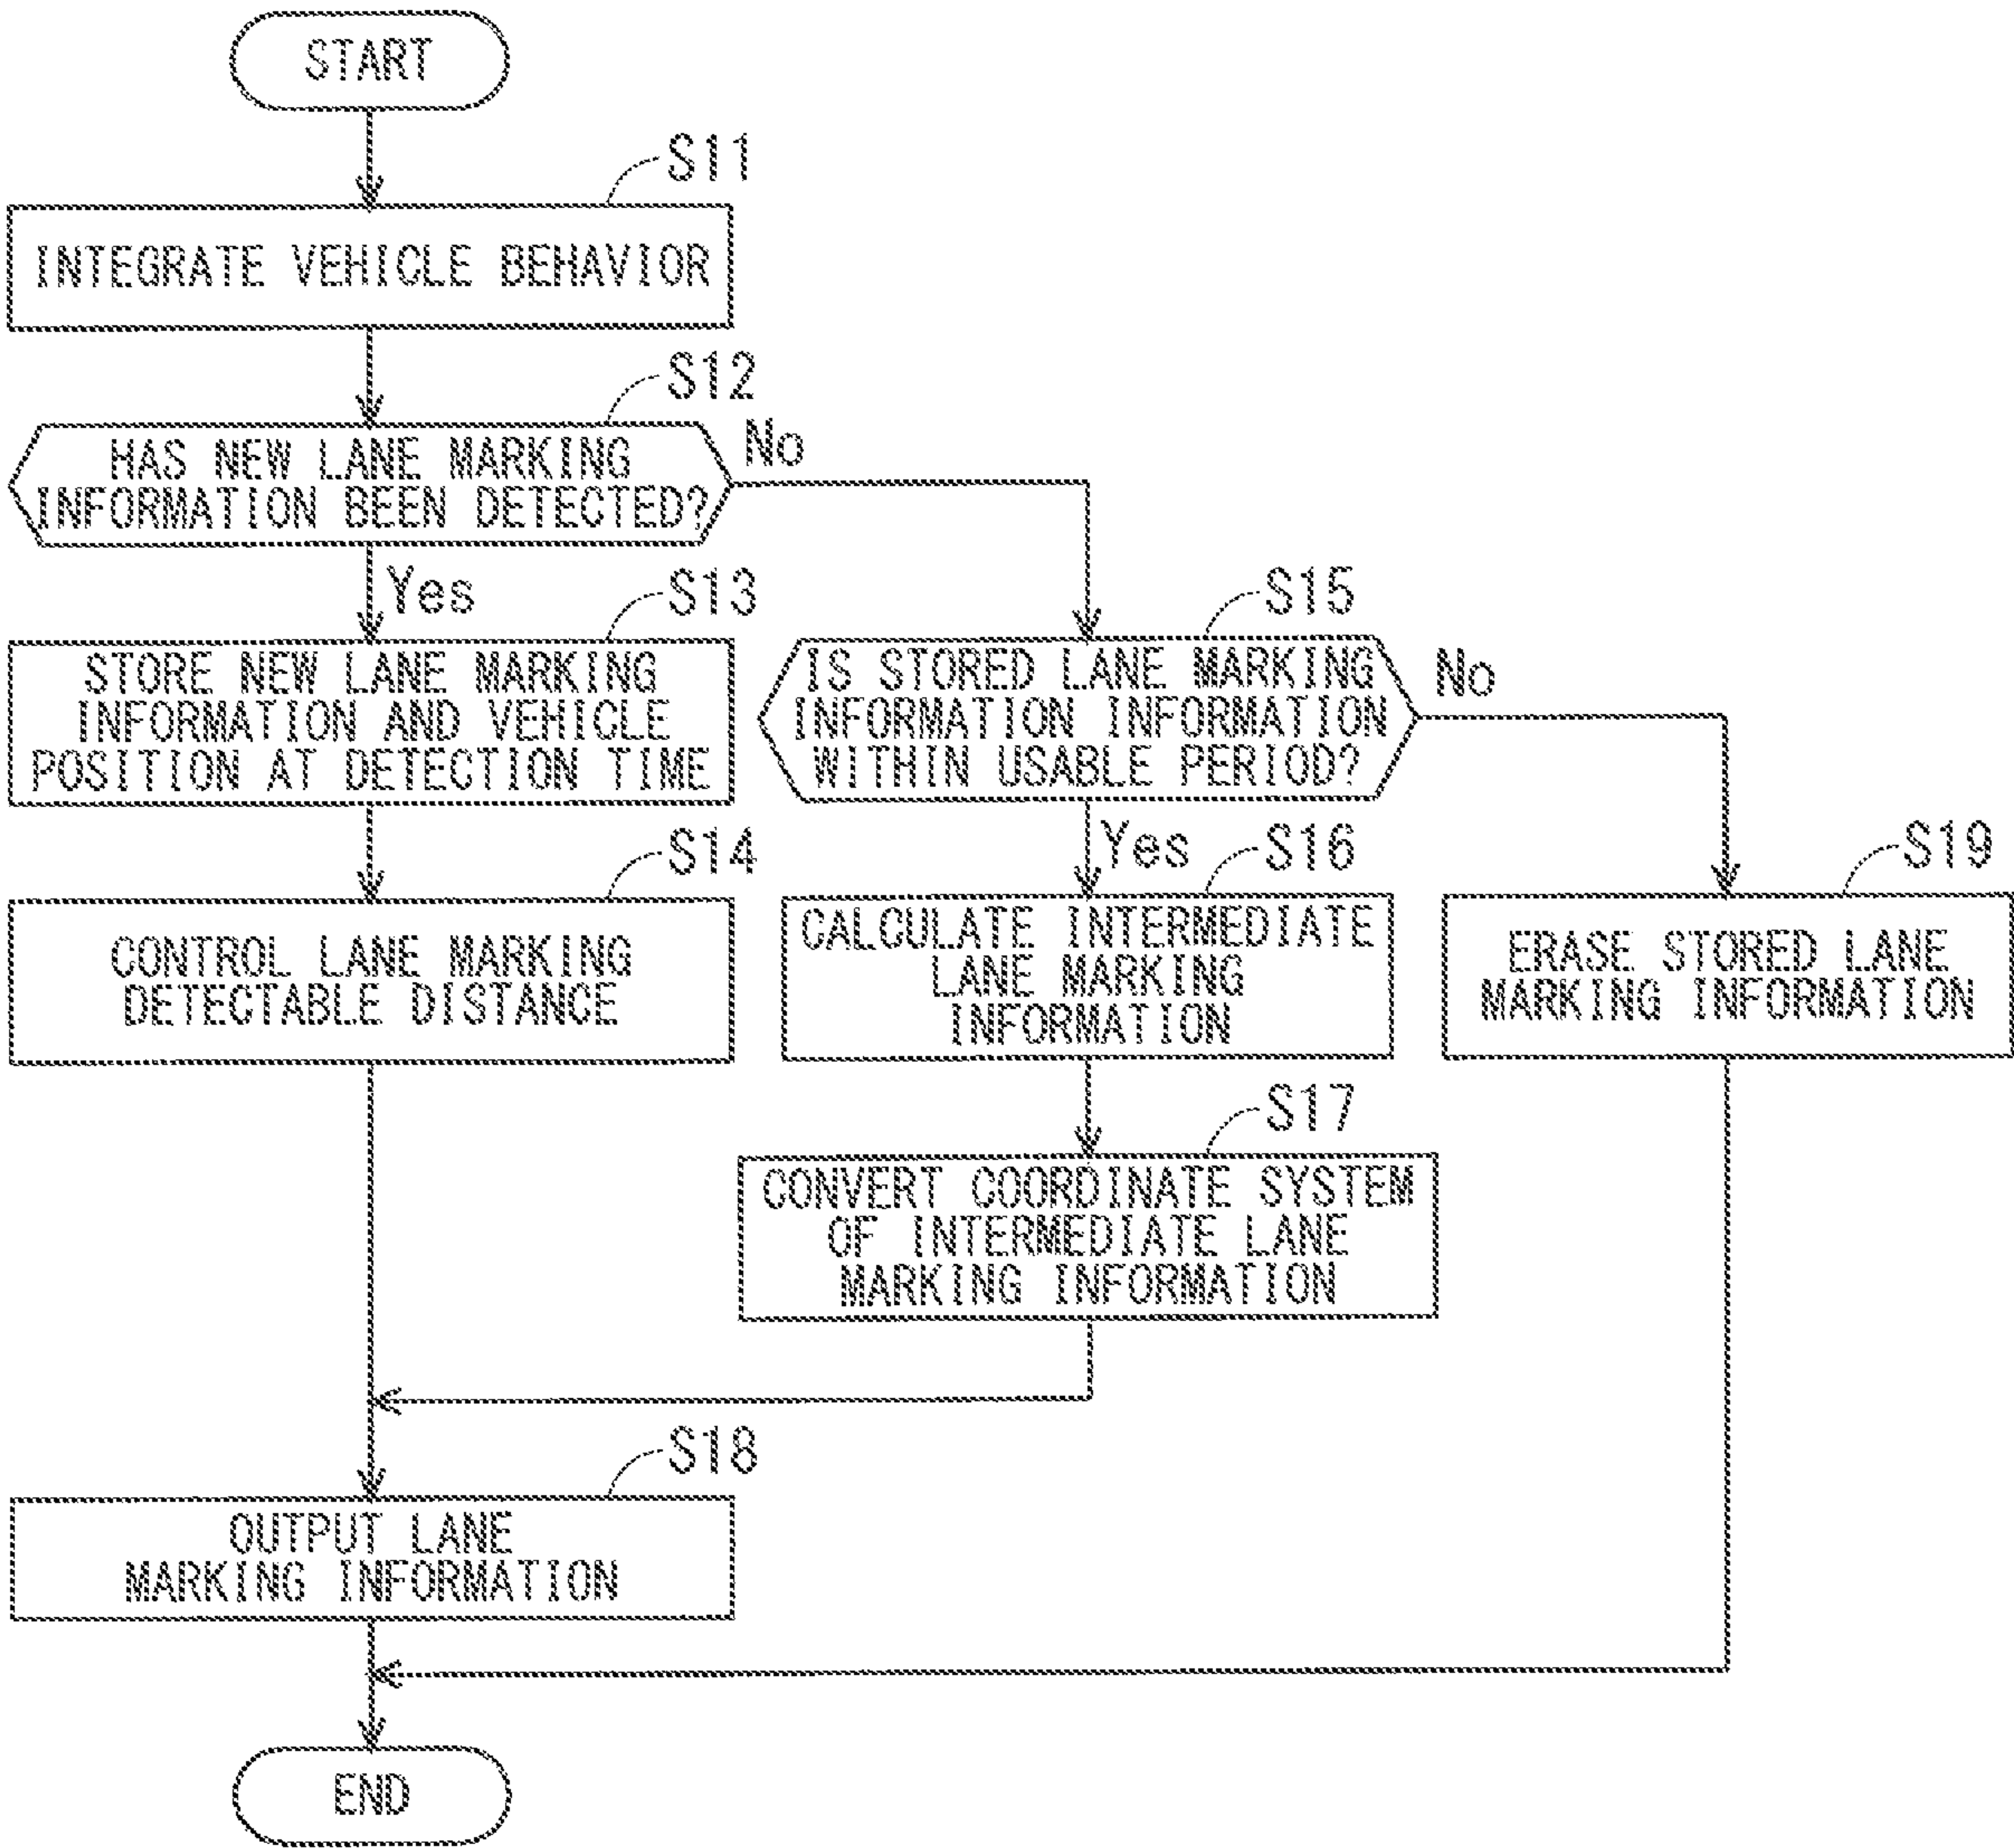 START
S11
INTEGRATE VEHICLE BEHAVIOR
S12
HAS NEW LANE MARKING
INFORMATION BEEN DETECTED?
No
Yes
S13
STORE NEW LANE MARKING
INFORMATION AND VEHICLE
POSITION AT DETECTION TIME
S14
CONTROL LANE MARKING
DETECTABLE DISTANCE
S15
IS STORED LANE MARKING
INFORMATION INFORMATION
WITHIN USABLE PERIOD?
No
Yes
S16
CALCULATE INTERMEDIATE
LANE MARKING
INFORMATION
S17
CONVERT COORDINATE SYSTEM
OF INTERMEDIATE LANE
MARKING INFORMATION
S19
ERASE STORED LANE
MARKING INFORMATION
S18
OUTPUT LANE
MARKING INFORMATION
END